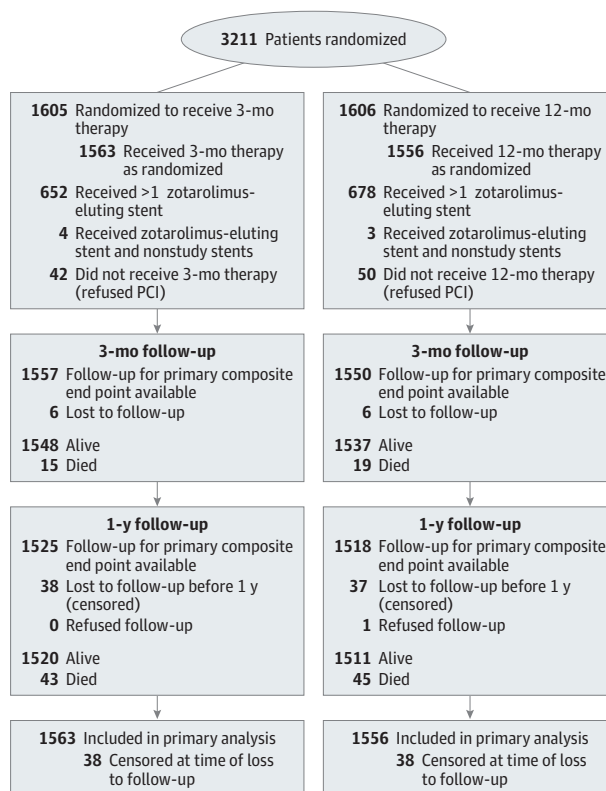 3211 Patients randomized
1605 Randomized to receive 3-mo
therapy
1563 Received 3-mo therapy
as randomized
652 Received >1 zotarolimus-
eluting stent
4 Received zotarolimus-eluting
stent and nonstudy stents
42 Did not receive 3-mo therapy
(refused PCI)
1606 Randomized to receive 12-mo
therapy
1556 Received 12-mo therapy
as randomized
678 Received >1 zotarolimus-
eluting stent
3 Received zotarolimus-eluting
stent and nonstudy stents
50 Did not receive 12-mo therapy
(refused PCI)
3-mo follow-up
1557 Follow-up for primary composite
end point available
6 Lost to follow-up
1548 Alive
15 Died
3-mo follow-up
1550 Follow-up for primary composite
end point available
6 Lost to follow-up
1537 Alive
19 Died
1-y follow-up
1525 Follow-up for primary composite
end point available
38 Lost to follow-up before 1 y
(censored)
0 Refused follow-up
1520 Alive
43 Died
1-y follow-up
1518 Follow-up for primary composite
end point available
37 Lost to follow-up before 1 y
(censored)
1 Refused follow-up
1511 Alive
45 Died
1563 Included in primary analysis
38 Censored at time of loss
to follow-up
1556 Included in primary analysis
38 Censored at time of loss
to follow-up